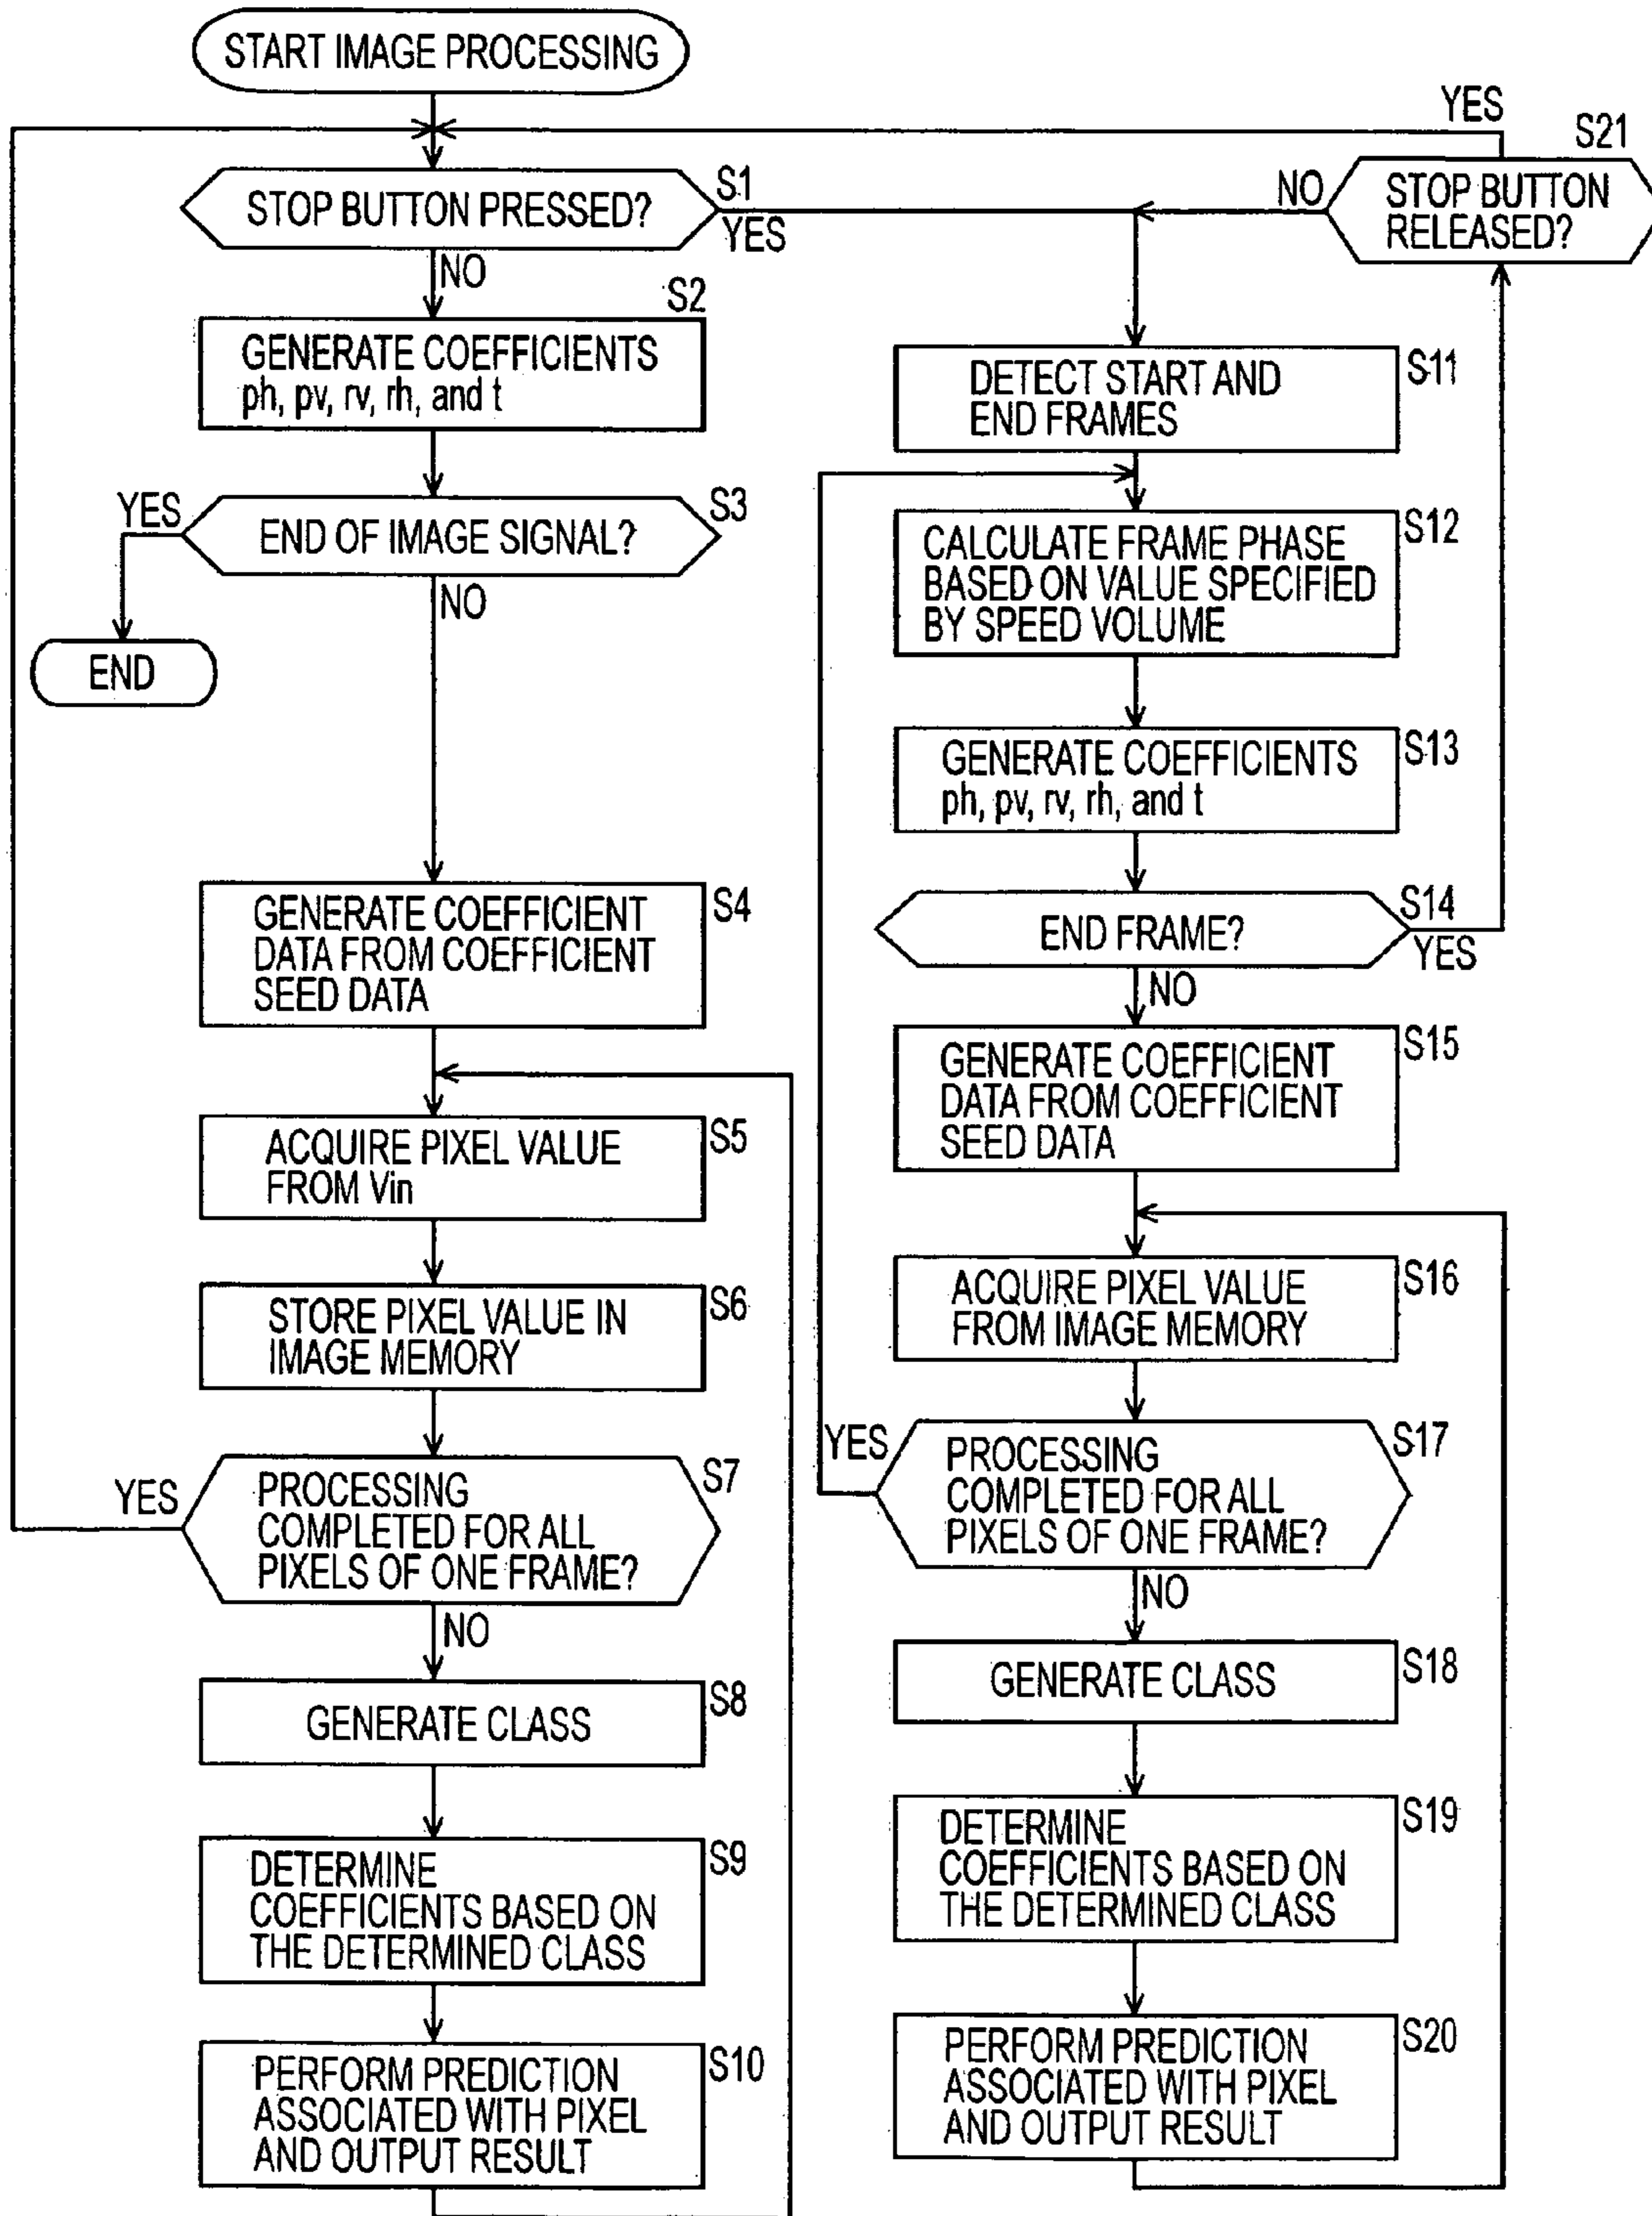 START IMAGE PROCESSING
STOP BUTTON PRESSED?
S1
YES
NO
S2
GENERATE COEFFICIENTS
ph, pv, rv, rh, and t
S3
YES
END OF IMAGE SIGNAL?
NO
END
S4
GENERATE COEFFICIENT
DATA FROM COEFFICIENT
SEED DATA
S5
ACQUIRE PIXEL VALUE
FROM Vin
S6
STORE PIXEL VALUE IN
IMAGE MEMORY
S7
YES
PROCESSING
COMPLETED FOR ALL
PIXELS OF ONE FRAME?
NO
S8
GENERATE CLASS
S9
DETERMINE
COEFFICIENTS BASED ON
THE DETERMINED CLASS
S10
PERFORM PREDICTION
ASSOCIATED WITH PIXEL
AND OUTPUT RESULT
YES
S21
NO
STOP BUTTON
RELEASED?
S11
DETECT START AND
END FRAMES
S12
CALCULATE FRAME PHASE
BASED ON VALUE SPECIFIED
BY SPEED VOLUME
S13
GENERATE COEFFICIENTS
ph, pv, rv, rh, and t
S14
END FRAME?
YES
NO
S15
GENERATE COEFFICIENT
DATA FROM COEFFICIENT
SEED DATA
S16
ACQUIRE PIXEL VALUE
FROM IMAGE MEMORY
S17
YES
PROCESSING
COMPLETED FOR ALL
PIXELS OF ONE FRAME?
NO
S18
GENERATE CLASS
S19
DETERMINE
COEFFICIENTS BASED ON
THE DETERMINED CLASS
S20
PERFORM PREDICTION
ASSOCIATED WITH PIXEL
AND OUTPUT RESULT